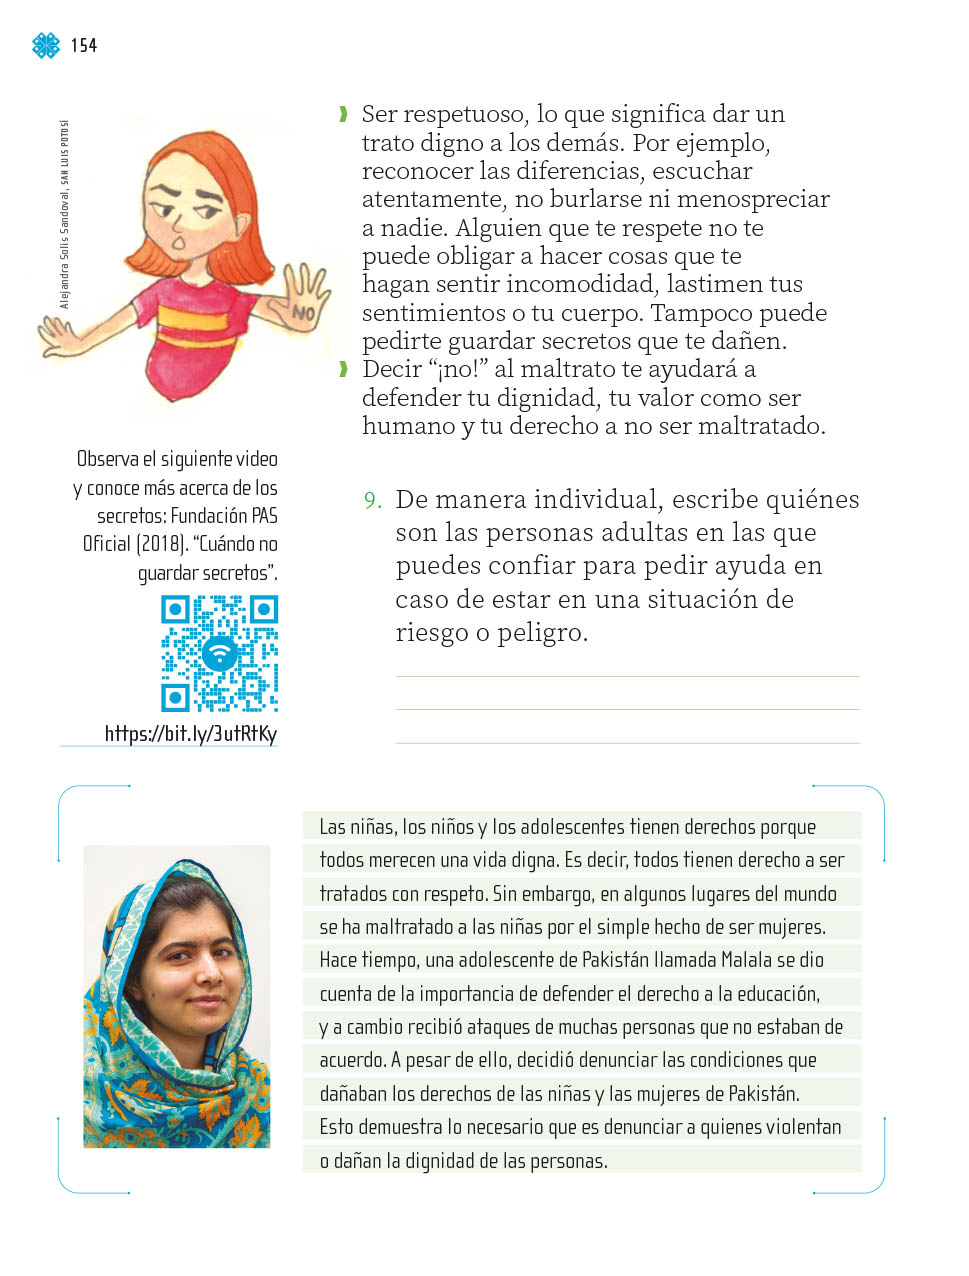 154
Alejandra Solís Sandoval, SAN LUIS POTOSÍ
NO
Ser respetuoso, lo que significa dar un
trato digno a los demás. Por ejemplo,
reconocer las diferencias, escuchar
atentamente, no burlarse ni menospreciar
a nadie. Alguien que te respete no te
puede obligar a hacer cosas que te
hagan sentir incomodidad, lastimen tus
sentimientos o tu cuerpo. Tampoco puede
pedirte guardar secretos que te dañen.
Decir “¡no!” al maltrato te ayudará a
defender tu dignidad, tu valor como ser
humano y tu derecho a no ser maltratado.
Observa el siguiente video
y conoce más acerca de los
secretos: Fundación PAS
Oficial (2018). “Cuándo no
guardar secretos”.
https://bit.ly/3utRtKy
9. De manera individual, escribe quiénes
son las personas adultas en las que
puedes confiar para pedir ayuda en
caso de estar en una situación de
riesgo o peligro.
Las niñas, los niños y los adolescentes tienen derechos porque
todos merecen una vida digna. Es decir, todos tienen derecho a ser
tratados con respeto. Sin embargo, en algunos lugares del mundo
se ha maltratado a las niñas por el simple hecho de ser mujeres.
Hace tiempo, una adolescente de Pakistán llamada Malala se dio
cuenta de la importancia de defender el derecho a la educación,
y a cambio recibió ataques de muchas personas que no estaban de
acuerdo. A pesar de ello, decidió denunciar las condiciones que
dañaban los derechos de las niñas y las mujeres de Pakistán.
Esto demuestra lo necesario que es denunciar a quienes violentan
o dañan la dignidad de las personas.